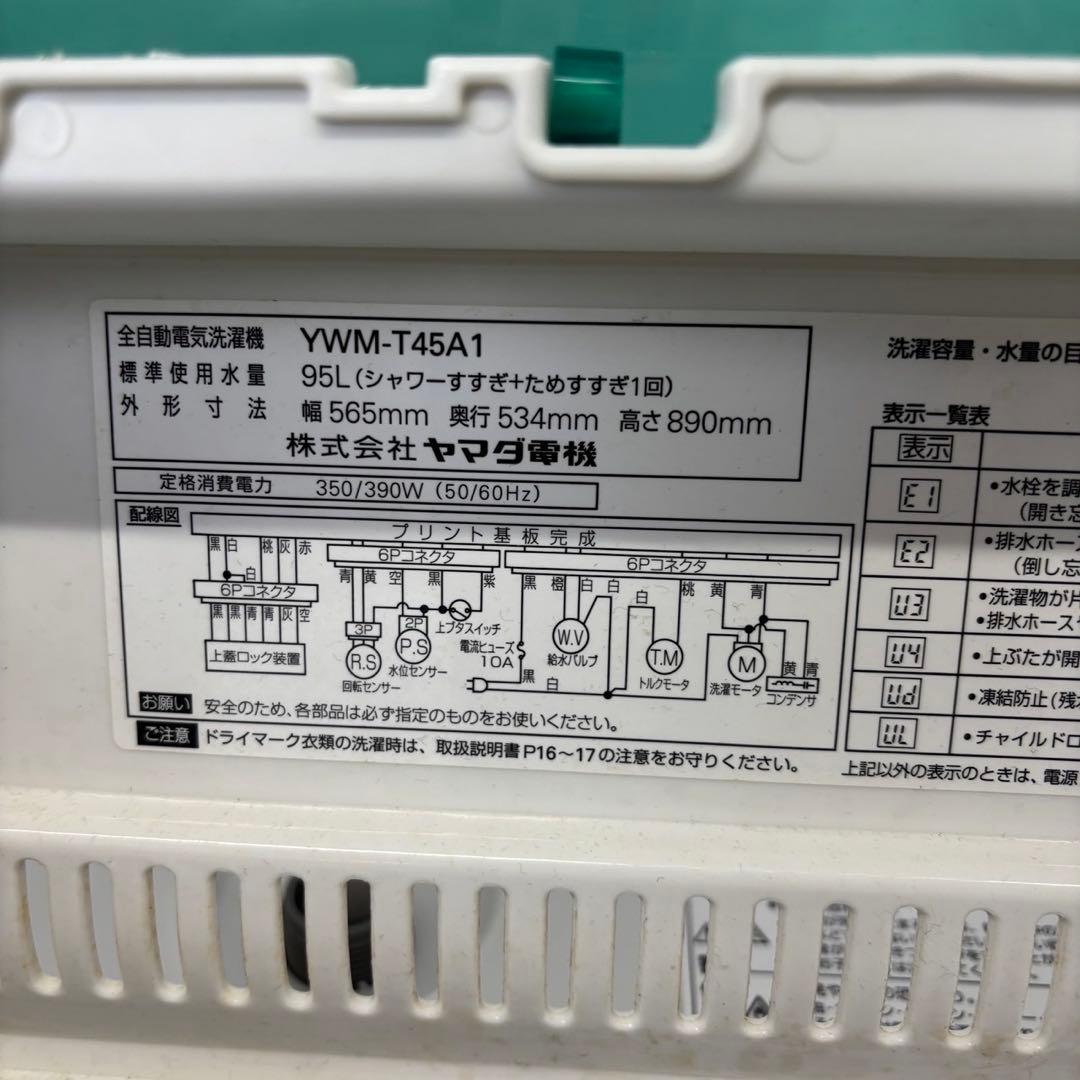 全自動電気洗濯機 YWM-T45A1
標準使用水量 95L(シャワーすすぎ+ためすすぎ1回)
外形寸法 幅565mm 奥行534mm 高さ890mm
株式会社ヤマダ電機
定格消費電力 350/390W (50/60Hz)
配線図
プリント基板完成
黒 白 桃 灰 赤
6Pコネクタ
6Pコネクタ
白
青 黄 空 黒 紫
黒 橙 白 白 白 桃 黄 青
6Pコネクタ
黒 黒 青 青 灰 空
3P
2P
上フタスイッチ
上蓋ロック装置
R.S
回転センサー
P.S
水位センサー
電流ヒューズ
10A
黒
白
W.V
給水バルブ
T.M
トルクモータ
M
洗濯モータ
黄 青
コンデンサ
お願い 安全のため、各部品は必ず指定のものをお使いください。
ご注意 ドライマーク衣類の洗濯時は、取扱説明書P16～17の注意をお守りください。
洗濯容量・水量の目
表示一覧表
表示
E1 •水栓を調
(開き忘
E2 •排水ホース
(倒し忘
U3 •洗濯物が片
•排水ホースや
U4 •上ぶたが開
Ud •凍結防止(残水
UL •チャイルドロ
上記以外の表示のときは、電源